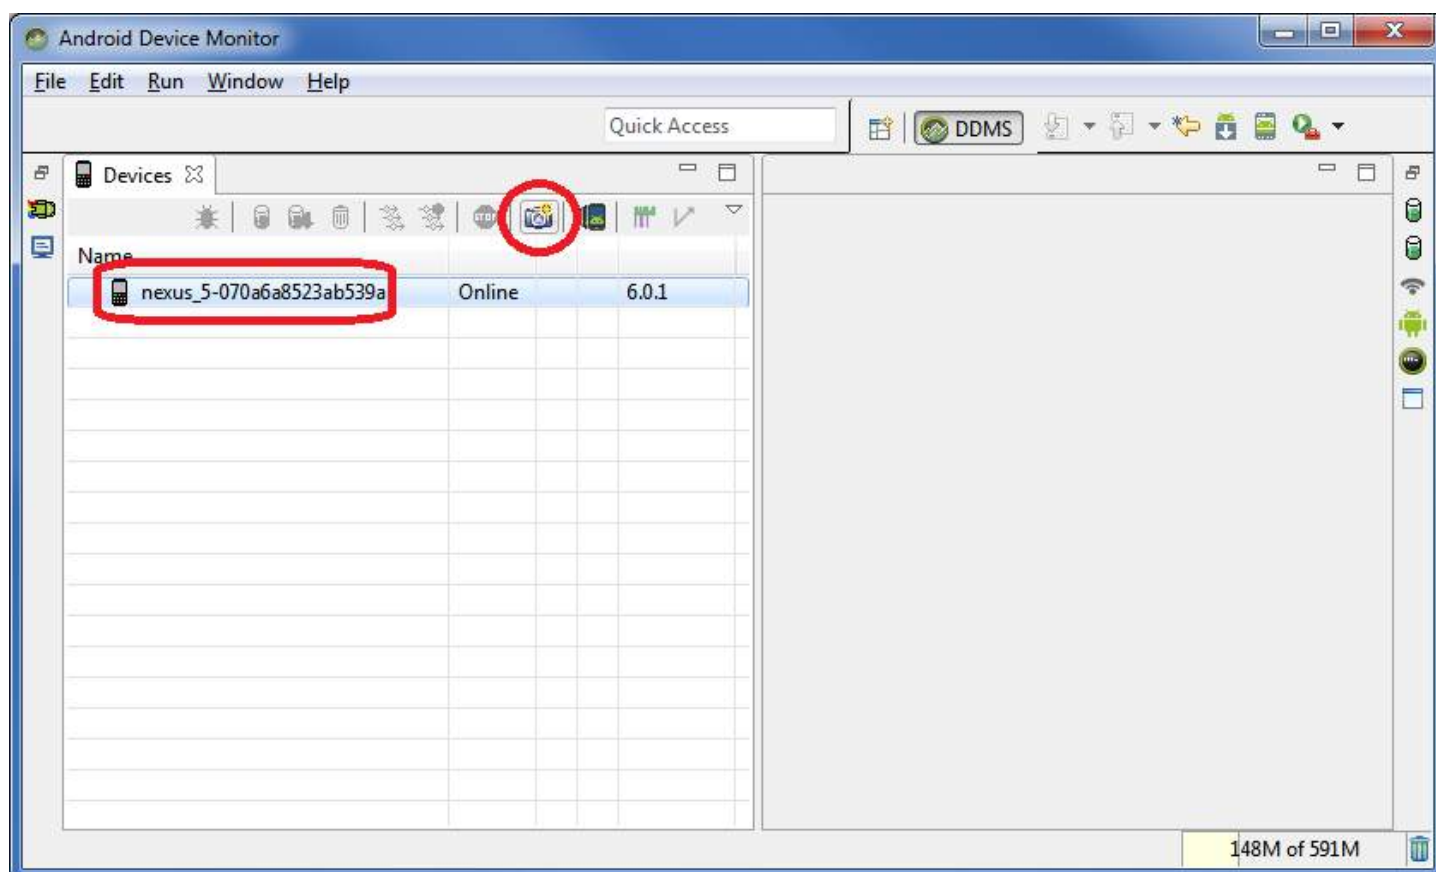 Android Device Monitor
File Edit Run Window Help
Quick Access
DDMS
Devices
STOP
Name
nexus_5-070a6a8523ab539a Online 6.0.1
148M of 591M